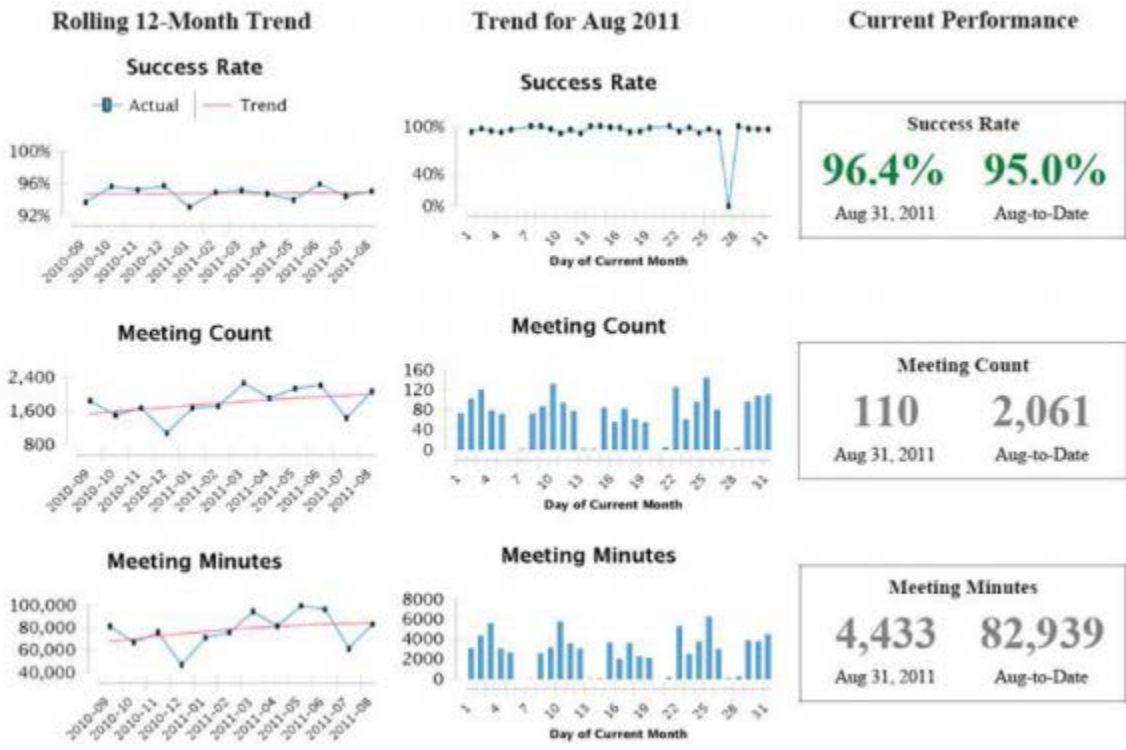 Rolling 12-Month Trend
Success Rate
Actual Trend
100%
96%
92%
2010-09 2010-10 2010-11 2010-12 2011-01 2011-02 2011-03 2011-04 2011-05 2011-06 2011-07 2011-08
Meeting Count
2,400
1,600
800
2010-09 2010-10 2010-11 2010-12 2011-01 2011-02 2011-03 2011-04 2011-05 2011-06 2011-07 2011-08
Meeting Minutes
100,000
80,000
60,000
40,000
2010-09 2010-10 2010-11 2010-12 2011-01 2011-02 2011-03 2011-04 2011-05 2011-06 2011-07 2011-08
Trend for Aug 2011
Success Rate
100%
40%
0%
1 4 7 10 13 16 19 22 25 28 31
Day of Current Month
Meeting Count
160
120
80
40
0
1 4 7 10 13 16 19 22 25 28 31
Day of Current Month
Meeting Minutes
8000
6000
4000
2000
0
1 4 7 10 13 16 19 22 25 28 31
Day of Current Month
Current Performance
Success Rate
96.4% 95.0%
Aug 31, 2011 Aug-to-Date
Meeting Count
110 2,061
Aug 31, 2011 Aug-to-Date
Meeting Minutes
4,433 82,939
Aug 31, 2011 Aug-to-Date